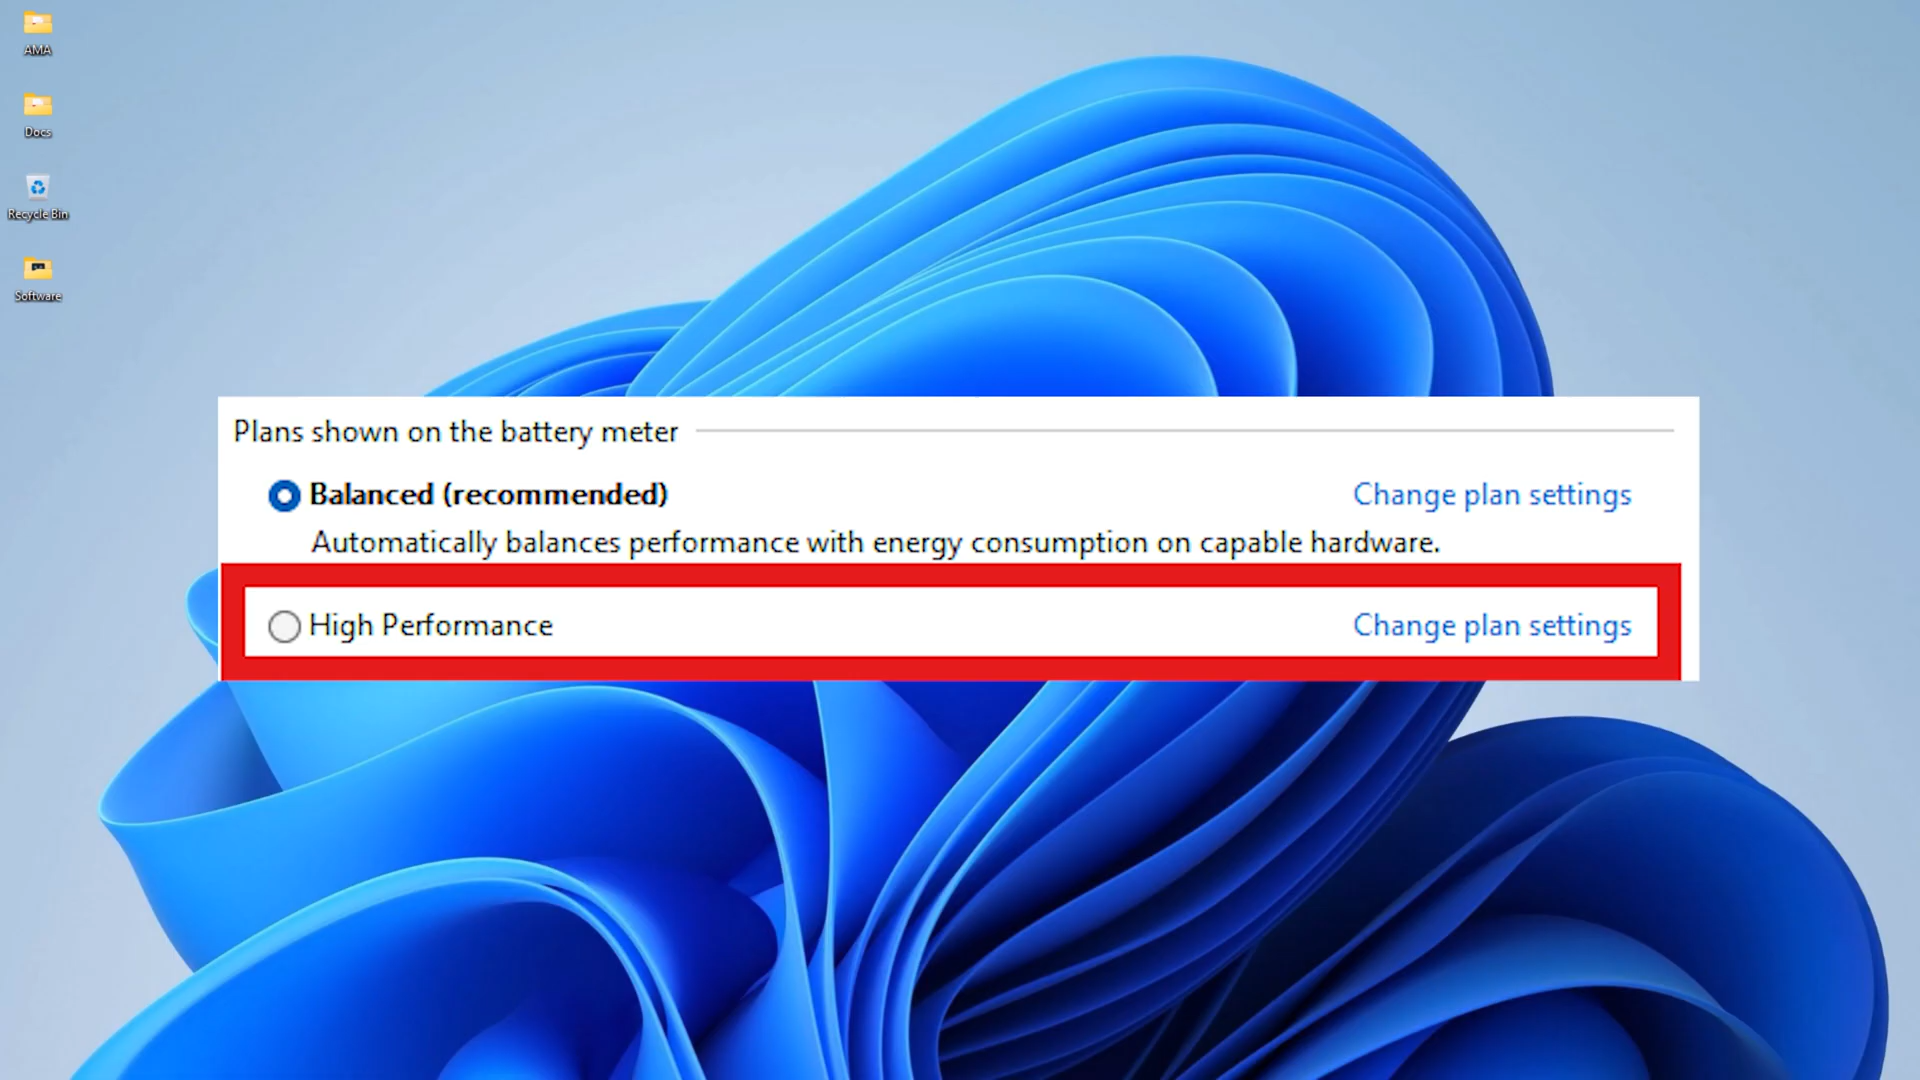 AMA
Docs
Recycle Bin
Software
Plans shown on the battery meter
Balanced (recommended) Change plan settings
Automatically balances performance with energy consumption on capable hardware.
High Performance Change plan settings